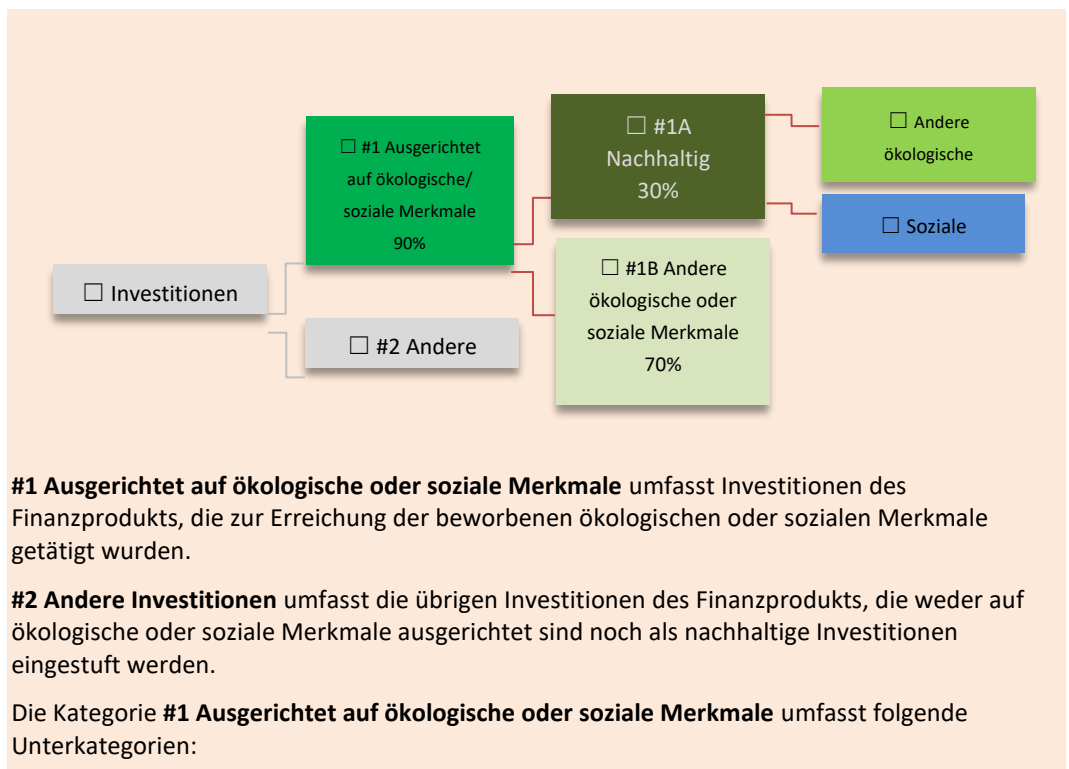 ☐ #1 Ausgerichtet
auf ökologische/
soziale Merkmale
90%
☐ #1A
Nachhaltig
30%
☐ Andere
ökologische
☐ Soziale
☐ Investitionen
☐ #2 Andere
☐ #1B Andere
ökologische oder
soziale Merkmale
70%
#1 Ausgerichtet auf ökologische oder soziale Merkmale umfasst Investitionen des
Finanzprodukts, die zur Erreichung der beworbenen ökologischen oder sozialen Merkmale
getätigt wurden.
#2 Andere Investitionen umfasst die übrigen Investitionen des Finanzprodukts, die weder auf
ökologische oder soziale Merkmale ausgerichtet sind noch als nachhaltige Investitionen
eingestuft werden.
Die Kategorie #1 Ausgerichtet auf ökologische oder soziale Merkmale umfasst folgende
Unterkategorien: